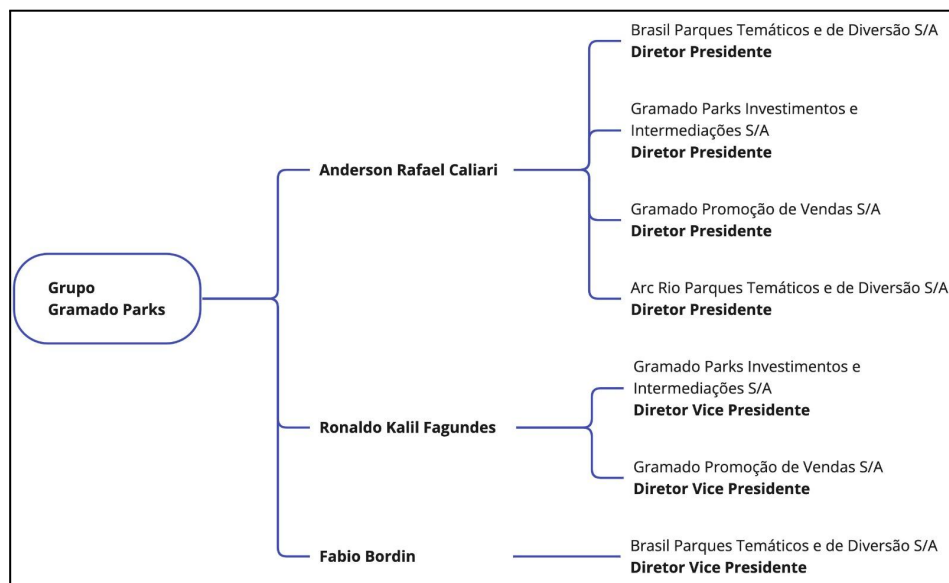 Grupo
Gramado Parks
Anderson Rafael Caliari
Brasil Parques Temáticos e de Diversão S/A
Diretor Presidente
Gramado Parks Investimentos e
Intermediações S/A
Diretor Presidente
Gramado Promoção de Vendas S/A
Diretor Presidente
Arc Rio Parques Temáticos e de Diversão S/A
Diretor Presidente
Ronaldo Kalil Fagundes
Gramado Parks Investimentos e
Intermediações S/A
Diretor Vice Presidente
Gramado Promoção de Vendas S/A
Diretor Vice Presidente
Fabio Bordin
Brasil Parques Temáticos e de Diversão S/A
Diretor Vice Presidente